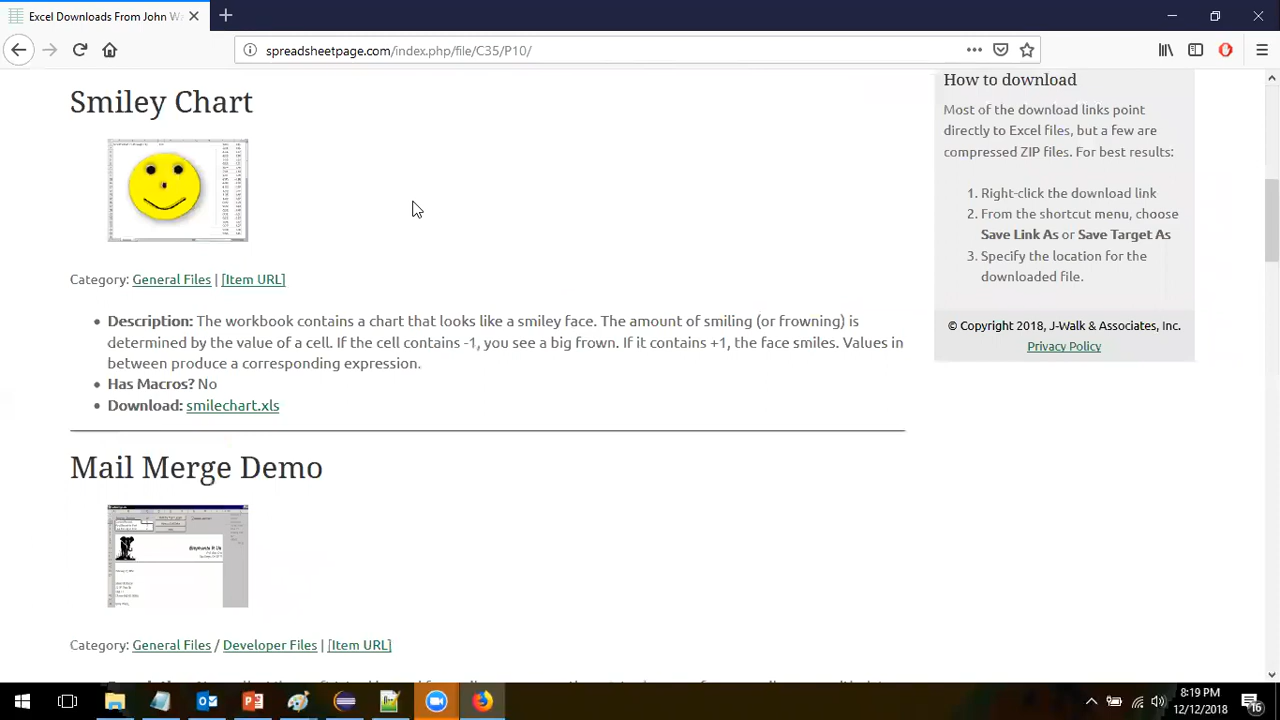 Excel Downloads From John W
spreadsheetpage.com/index.php/file/C35/P10/
Smiley Chart
Category: General Files | [Item URL]
• Description: The workbook contains a chart that looks like a smiley face. The amount of smiling (or frowning) is
determined by the value of a cell. If the cell contains -1, you see a big frown. If it contains +1, the face smiles. Values in
between produce a corresponding expression.
• Has Macros? No
• Download: smilechart.xls
Mail Merge Demo
Category: General Files / Developer Files | [Item URL]
How to download
Most of the download links point
directly to Excel files, but a few are
compressed ZIP files. For best results:
1. Right-click the download link
2. From the shortcut menu, choose
Save Link As or Save Target As
3. Specify the location for the
downloaded file.
© Copyright 2018, J-Walk & Associates, Inc.
Privacy Policy
8:19 PM
12/12/2018
16